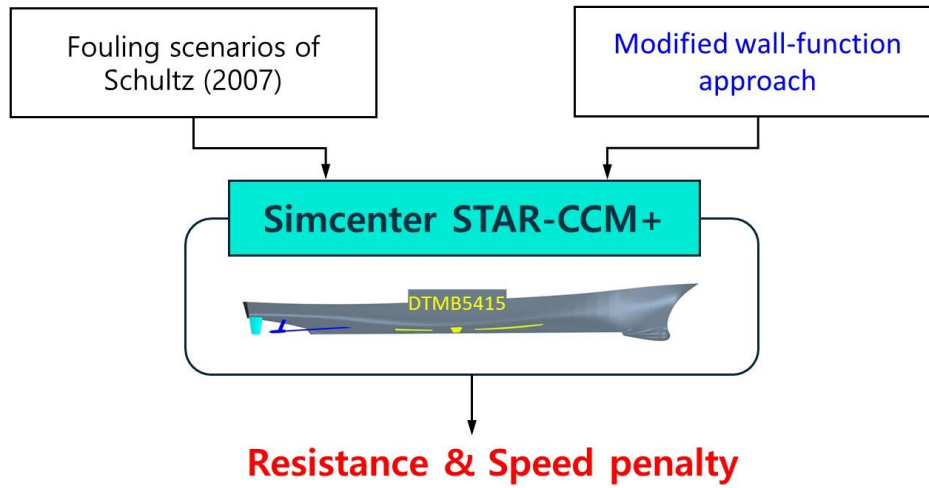 Fouling scenarios of
Schultz (2007)
Modified wall-function
approach
Simcenter STAR-CCM+
DTMB5415
Resistance & Speed penalty